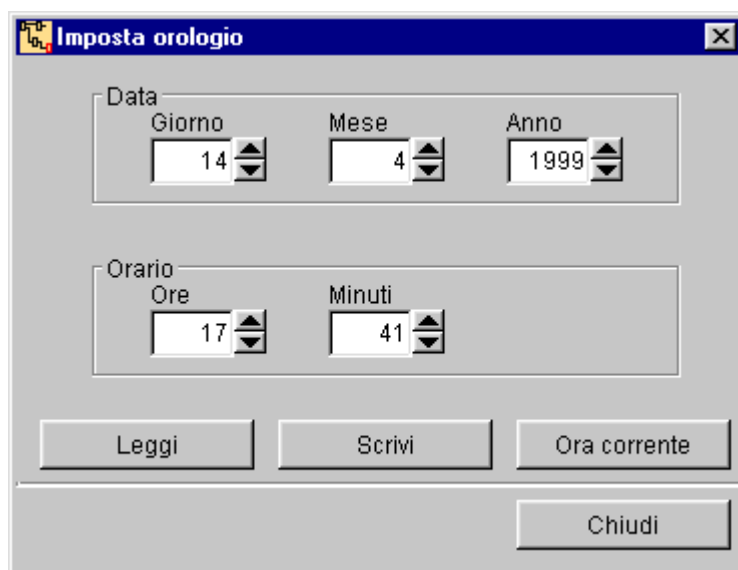 Imposta orologio
Data
Giorno Mese Anno
14 4 1999
Orario
Ore Minuti
17 41
Leggi Scrivi Ora corrente
Chiudi